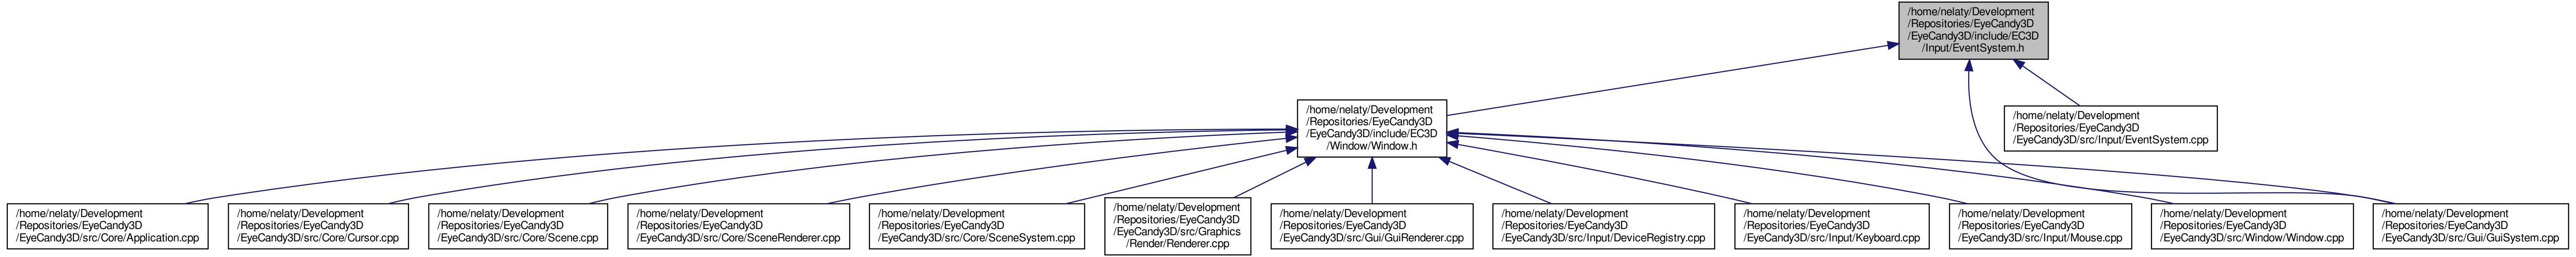 /home/nelaty/Development
/Repositories/EyeCandy3D
/EyeCandy3D/include/EC3D
/Input/EventSystem.h
/home/nelaty/Development
/Repositories/EyeCandy3D
/EyeCandy3D/include/EC3D
/Window/Window.h
/home/nelaty/Development
/Repositories/EyeCandy3D
/EyeCandy3D/src/Input/EventSystem.cpp
/home/nelaty/Development
/Repositories/EyeCandy3D
/EyeCandy3D/src/Core/Application.cpp
/home/nelaty/Development
/Repositories/EyeCandy3D
/EyeCandy3D/src/Core/Cursor.cpp
/home/nelaty/Development
/Repositories/EyeCandy3D
/EyeCandy3D/src/Core/Scene.cpp
/home/nelaty/Development
/Repositories/EyeCandy3D
/EyeCandy3D/src/Core/SceneRenderer.cpp
/home/nelaty/Development
/Repositories/EyeCandy3D
/EyeCandy3D/src/Core/SceneSystem.cpp
/home/nelaty/Development
/Repositories/EyeCandy3D
/EyeCandy3D/src/Graphics
/Render/Renderer.cpp
/home/nelaty/Development
/Repositories/EyeCandy3D
/EyeCandy3D/src/Gui/GuiRenderer.cpp
/home/nelaty/Development
/Repositories/EyeCandy3D
/EyeCandy3D/src/Input/DeviceRegistry.cpp
/home/nelaty/Development
/Repositories/EyeCandy3D
/EyeCandy3D/src/Input/Keyboard.cpp
/home/nelaty/Development
/Repositories/EyeCandy3D
/EyeCandy3D/src/Input/Mouse.cpp
/home/nelaty/Development
/Repositories/EyeCandy3D
/EyeCandy3D/src/Window/Window.cpp
/home/nelaty/Development
/Repositories/EyeCandy3D
/EyeCandy3D/src/Gui/GuiSystem.cpp